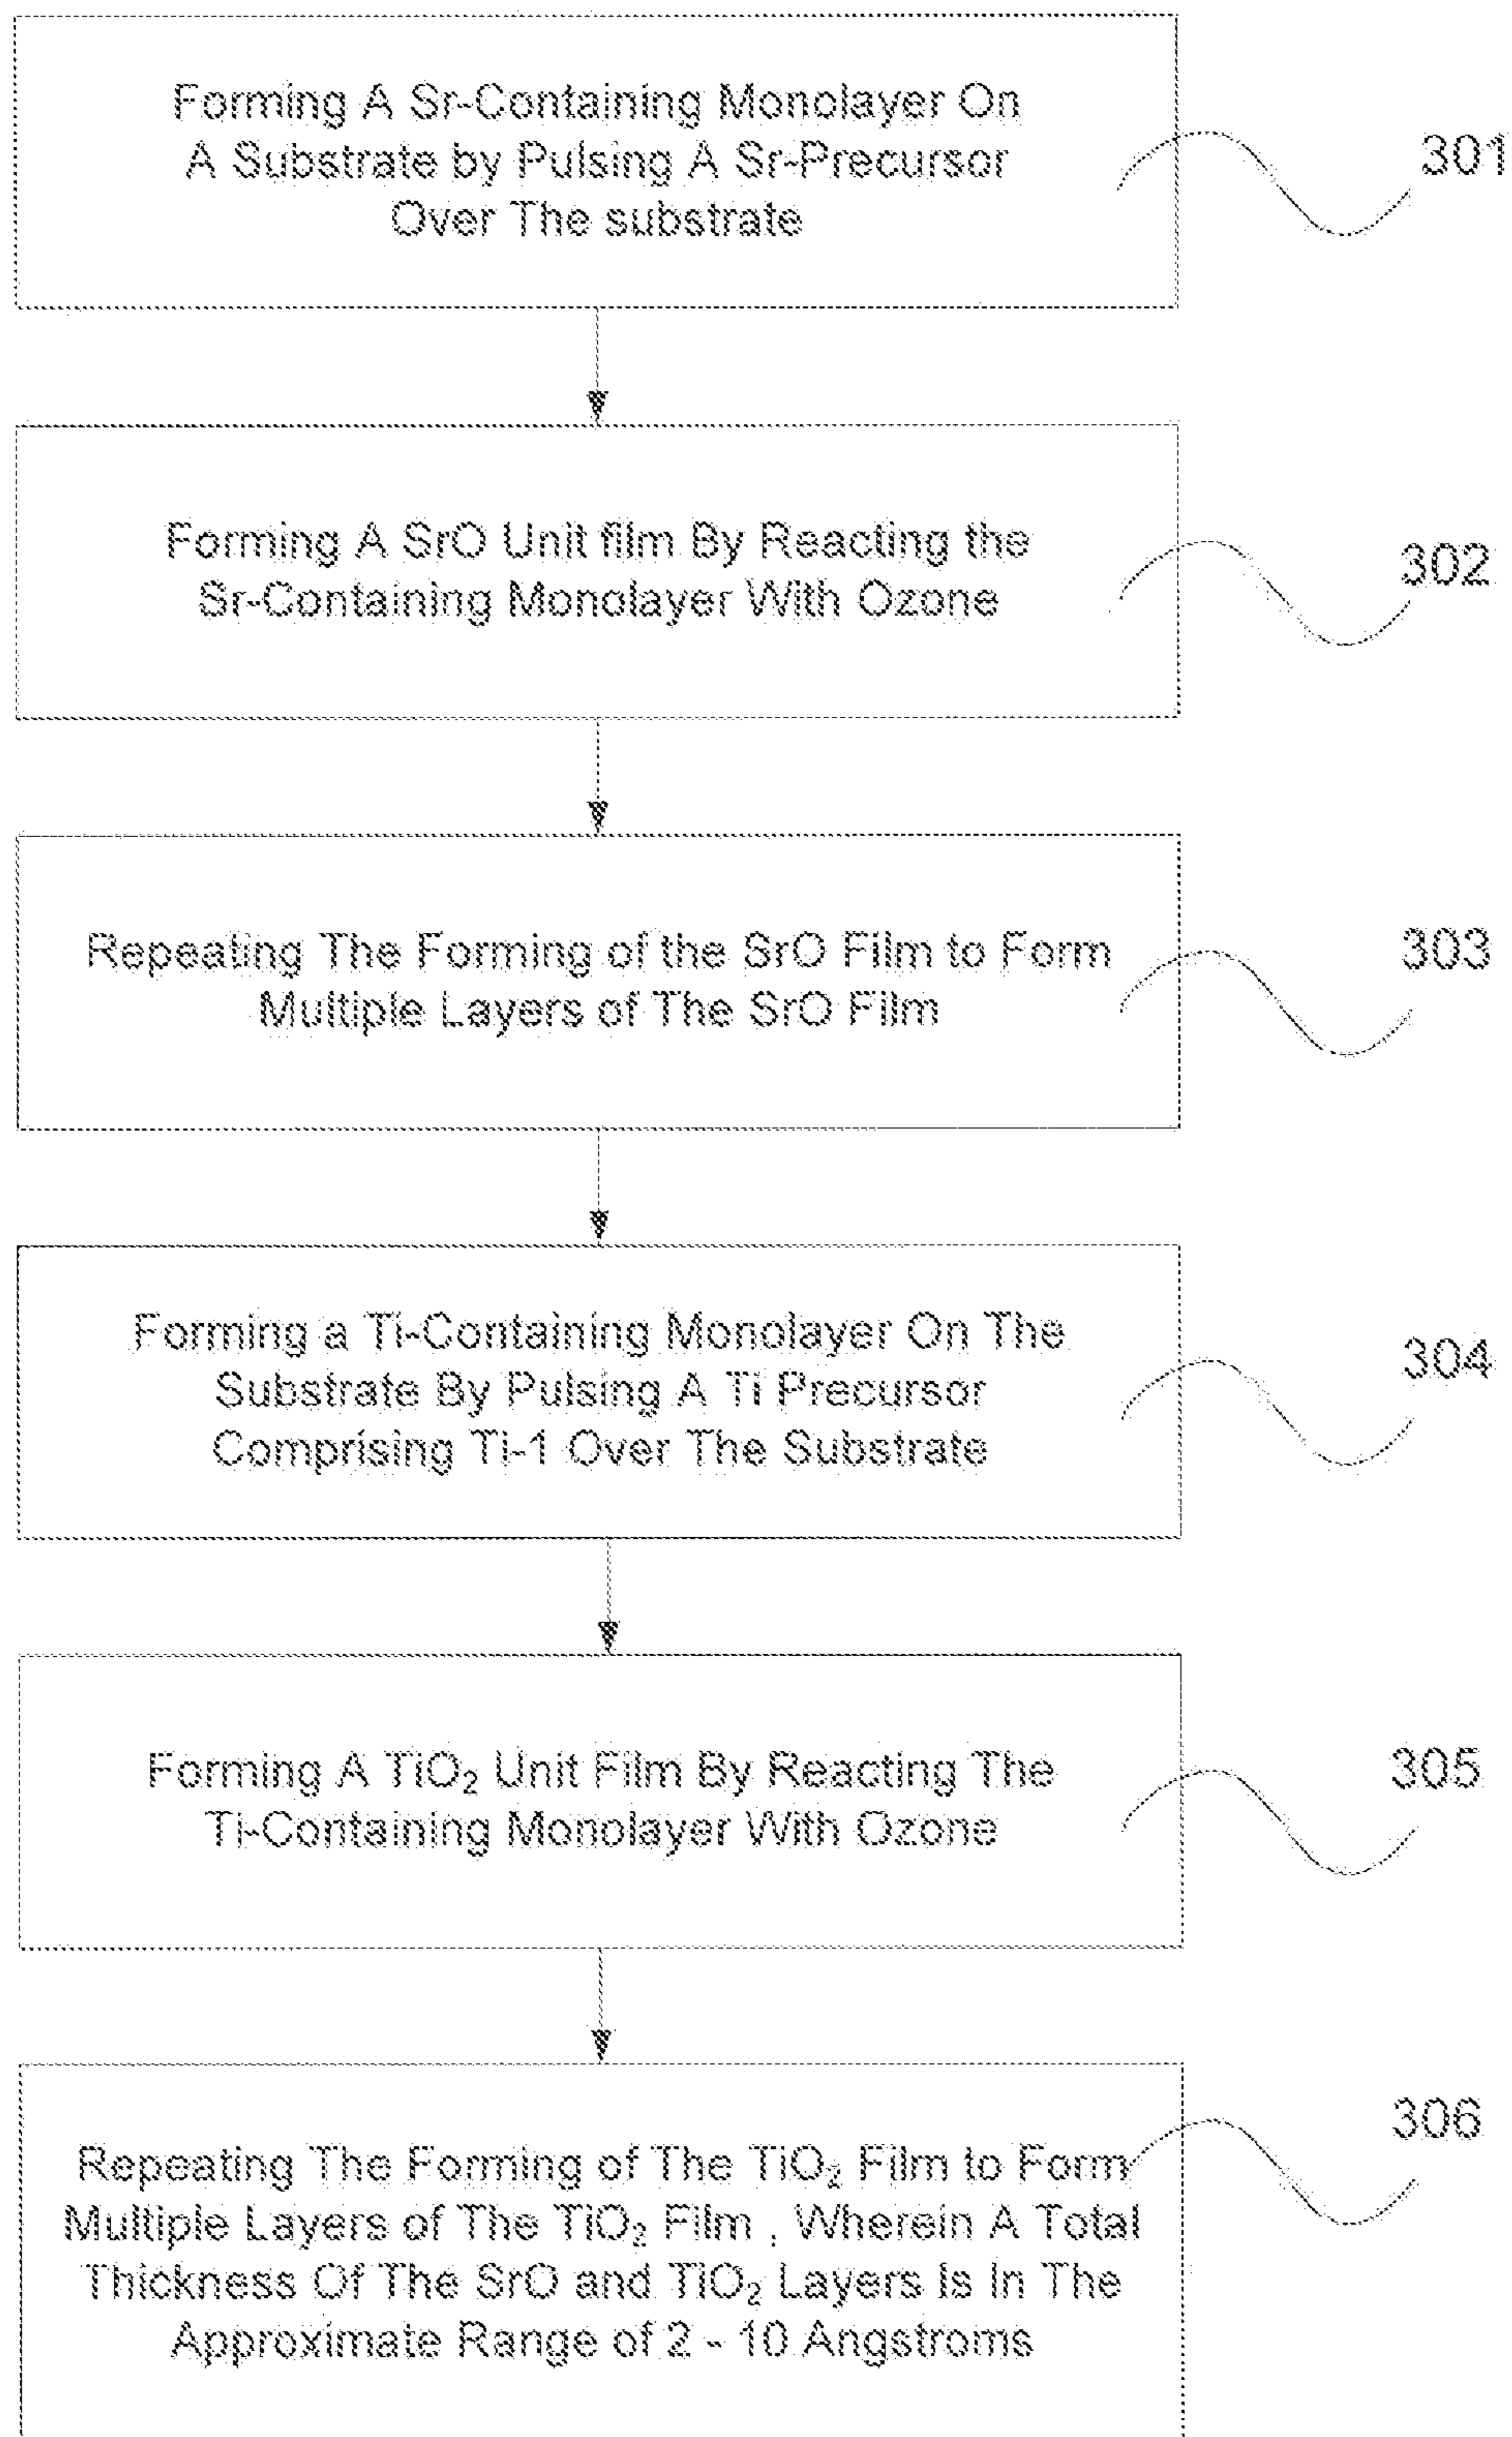 Forming A Sr-Containing Monolayer On
A Substrate by Pulsing A Sr-Precursor
Over The substrate
301
Forming A SrO Unit film By Reacting the
Sr-Containing Monolayer With Ozone
302
Repeating The Forming of the SrO Film to Form
Multiple Layers of The SrO Film
303
Forming a Ti-Containing Monolayer On The
Substrate By Pulsing A Ti Precursor
Comprising Ti-1 Over The Substrate
304
Forming A TiO₂ Unit Film By Reacting The
Ti-Containing Monolayer With Ozone
305
Repeating The Forming of The TiO₂ Film to Form
Multiple Layers of The TiO₂ Film , Wherein A Total
Thickness Of The SrO and TiO₂ Layers Is In The
Approximate Range of 2 - 10 Angstroms
306